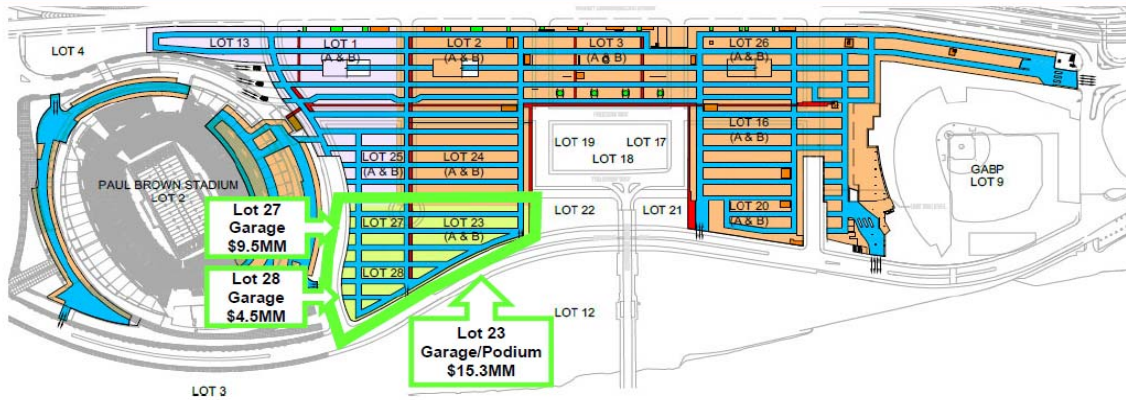 LOT 4
LOT 13
LOT 1
(A & B)
LOT 2
(A & B)
LOT 3
(A & B)
LOT 26
(A & B)
LOT 25
(A & B)
LOT 24
(A & B)
LOT 19
LOT 17
LOT 18
LOT 16
(A & B)
PAUL BROWN STADIUM
LOT 2
GABP
LOT 9
Lot 27
Garage
$9.5MM
LOT 27
LOT 23
(A & B)
LOT 22
LOT 21
LOT 20
(A & B)
Lot 28
Garage
$4.5MM
LOT 28
Lot 23
Garage/Podium
$15.3MM
LOT 12
LOT 3